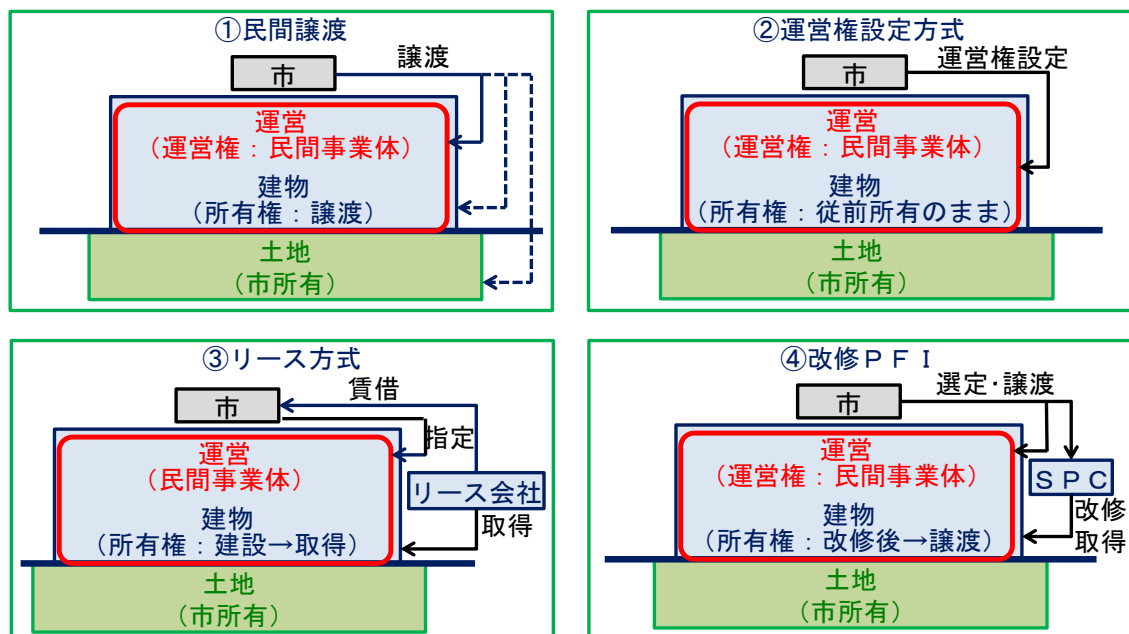 ①民間譲渡
譲渡
市
運営
（運営権：民間事業体）
建物
（所有権：譲渡）
土地
（市所有）
②運営権設定方式
運営権設定
市
運営
（運営権：民間事業体）
建物
（所有権：従前所有のまま）
土地
（市所有）
③リース方式
賃借
市
指定
運営
（民間事業体）
リース会社
建物
取得
（所有権：建設→取得）
土地
（市所有）
④改修ＰＦＩ
選定･譲渡
市
運営
（運営権：民間事業体）
ＳＰＣ
建物
改修
（所有権：改修後→譲渡）
取得
土地
（市所有）